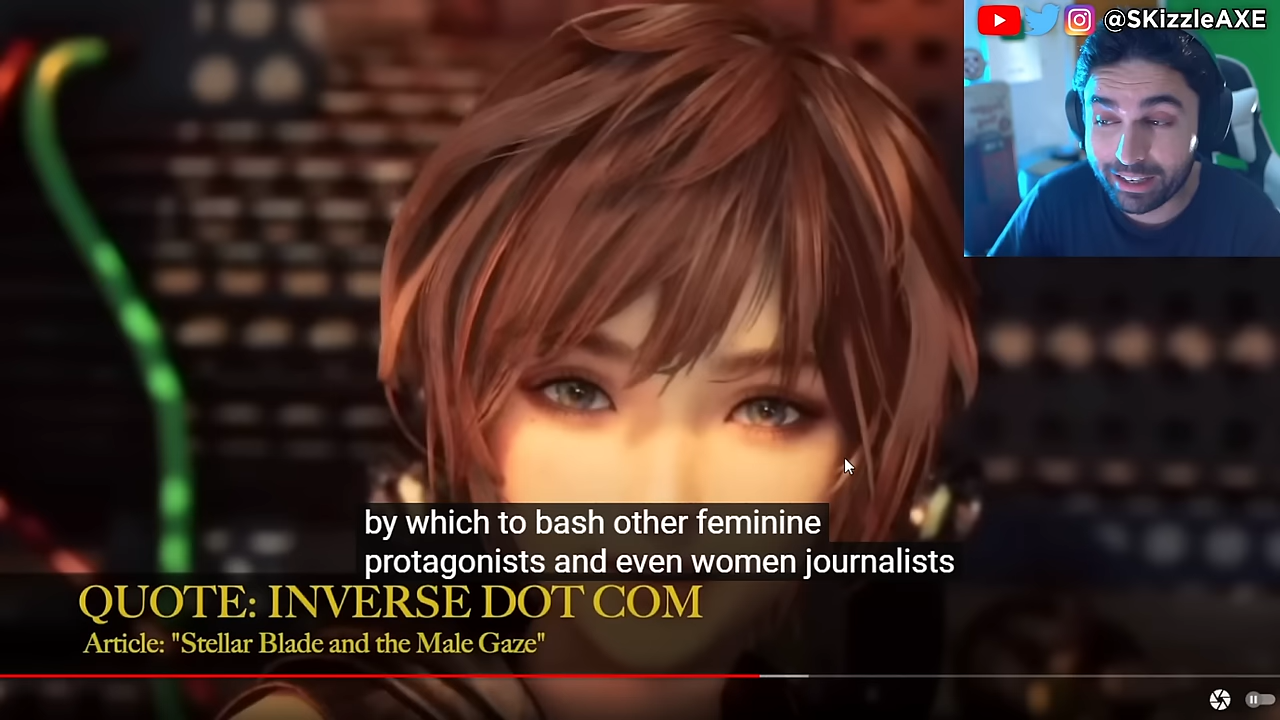 @SKizzleAXE
by which to bash other feminine
protagonists and even women journalists
QUOTE: INVERSE DOT COM
Article: "Stellar Blade and the Male Gaze"